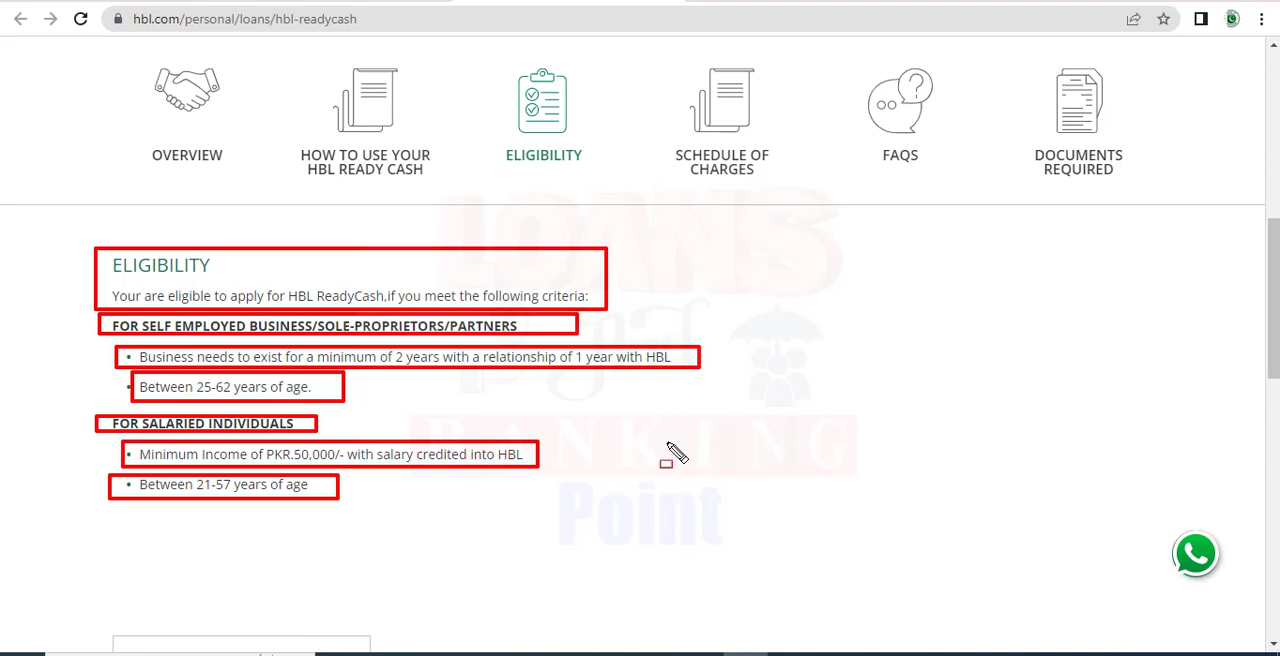 hbl.com/personal/loans/hbl-readycash
OVERVIEW
HOW TO USE YOUR
HBL READY CASH
ELIGIBILITY
SCHEDULE OF
CHARGES
FAQS
DOCUMENTS
REQUIRED
LOANS
ELIGIBILITY
Your are eligible to apply for HBL ReadyCash,if you meet the following criteria:
FOR SELF EMPLOYED BUSINESS/SOLE-PROPRIETORS/PARTNERS
• Business needs to exist for a minimum of 2 years with a relationship of 1 year with HBL
• Between 25-62 years of age.
FOR SALARIED INDIVIDUALS
BANKING
• Minimum Income of PKR.50,000/- with salary credited into HBL
• Between 21-57 years of age
Point